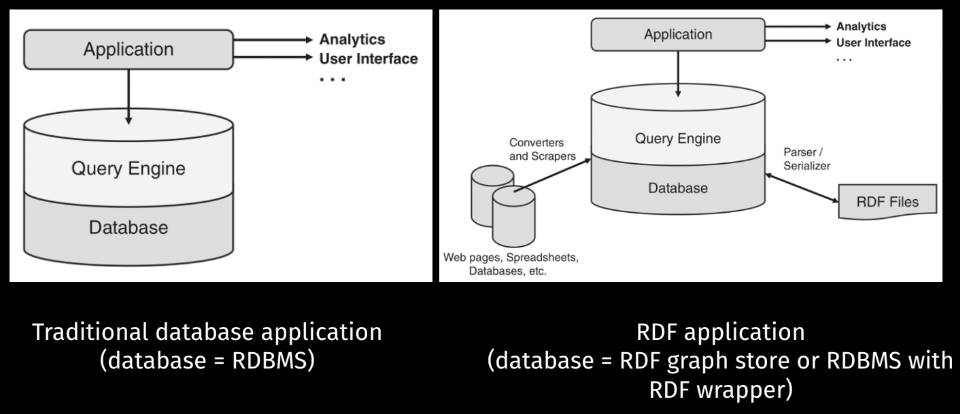 Application
Analytics
User Interface
. . .
Query Engine
Database
Application
Analytics
User Interface
. . .
Converters
and Scrapers
Query Engine
Parser /
Serializer
Database
RDF Files
Web pages, Spreadsheets,
Databases, etc.
Traditional database application
(database = RDBMS)
RDF application
(database = RDF graph store or RDBMS with
RDF wrapper)